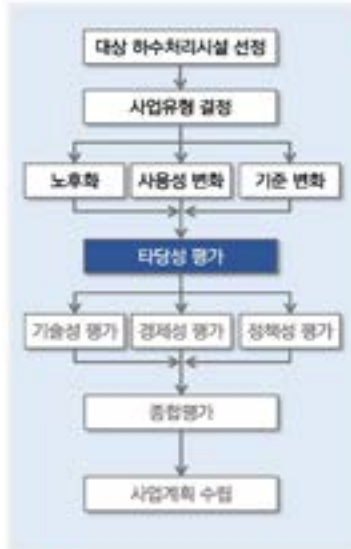 대상 하수처리시설 선정
사업유형 결정
노후화 사용성 변화 기준 변화
타당성 평가
기술성 평가 경제성 평가 정책성 평가
종합평가
사업계획 수립